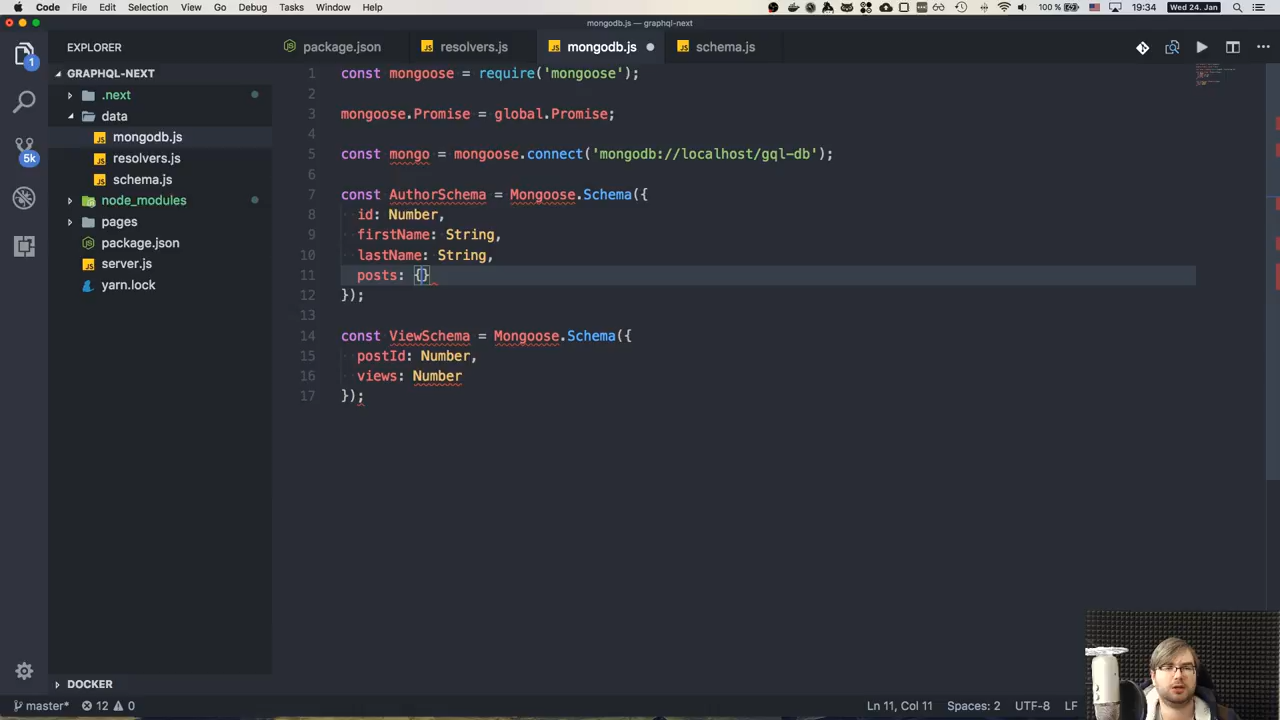 Code File Edit Selection View Go Debug Tasks Window Help 100 % 19:34 Wed 24. Jan
mongodb.js — graphql-next
EXPLORER
package.json resolvers.js mongodb.js schema.js
GRAPHQL-NEXT
.next
data
mongodb.js
resolvers.js
schema.js
node_modules
pages
package.json
server.js
yarn.lock
DOCKER
1
5k
1 const mongoose = require('mongoose');
2
3 mongoose.Promise = global.Promise;
4
5 const mongo = mongoose.connect('mongodb://localhost/gql-db');
6
7 const AuthorSchema = Mongoose.Schema({
8 id: Number,
9 firstName: String,
10 lastName: String,
11 posts: {}
12 });
13
14 const ViewSchema = Mongoose.Schema({
15 postId: Number,
16 views: Number
17 });
master* 12 0 Ln 11, Col 11 Spaces: 2 UTF-8 LF